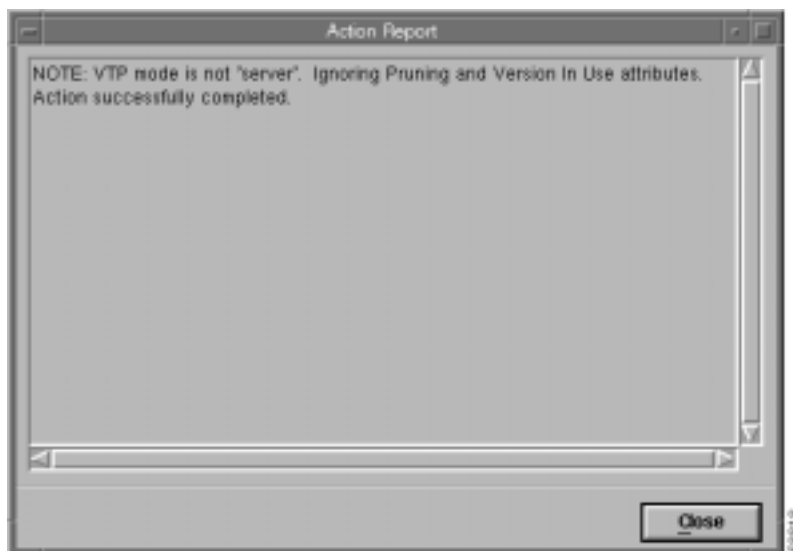 Action Report
NOTE: VTP mode is not "server". Ignoring Pruning and Version In Use attributes.
Action successfully completed.
Close